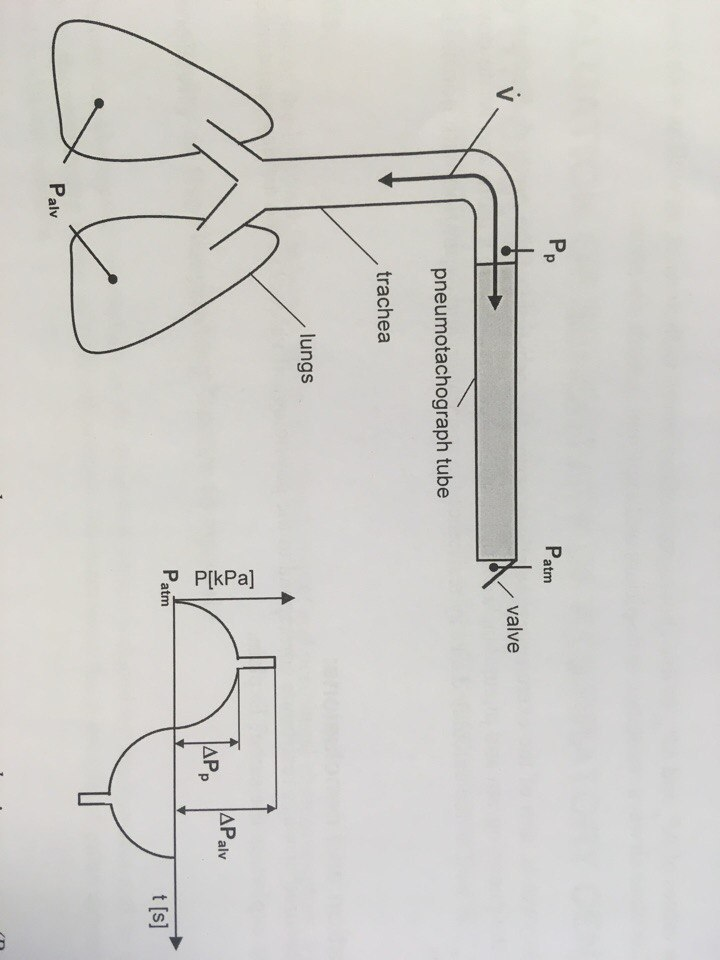 Pp
Patm
V̇
valve
pneumotachograph tube
trachea
lungs
Palv
P[kPa]
ΔPalv
ΔPp
Patm
t [s]